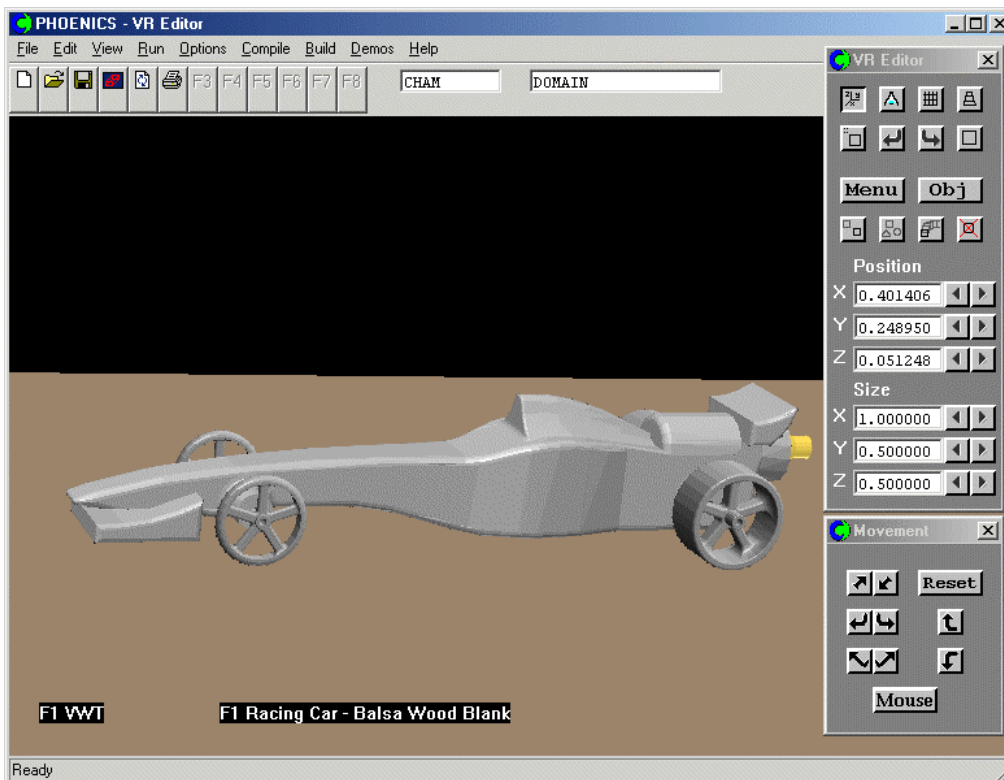 PHOENICS - VR Editor
File Edit View Run Options Compile Build Demos Help
F3 F4 F5 F6 F7 F8 CHAM DOMAIN
VR Editor
Menu Obj
Position
X 0.401406
Y 0.248950
Z 0.051248
Size
X 1.000000
Y 0.500000
Z 0.500000
Movement
Reset
Mouse
F1 VWT F1 Racing Car - Balsa Wood Blank
Ready